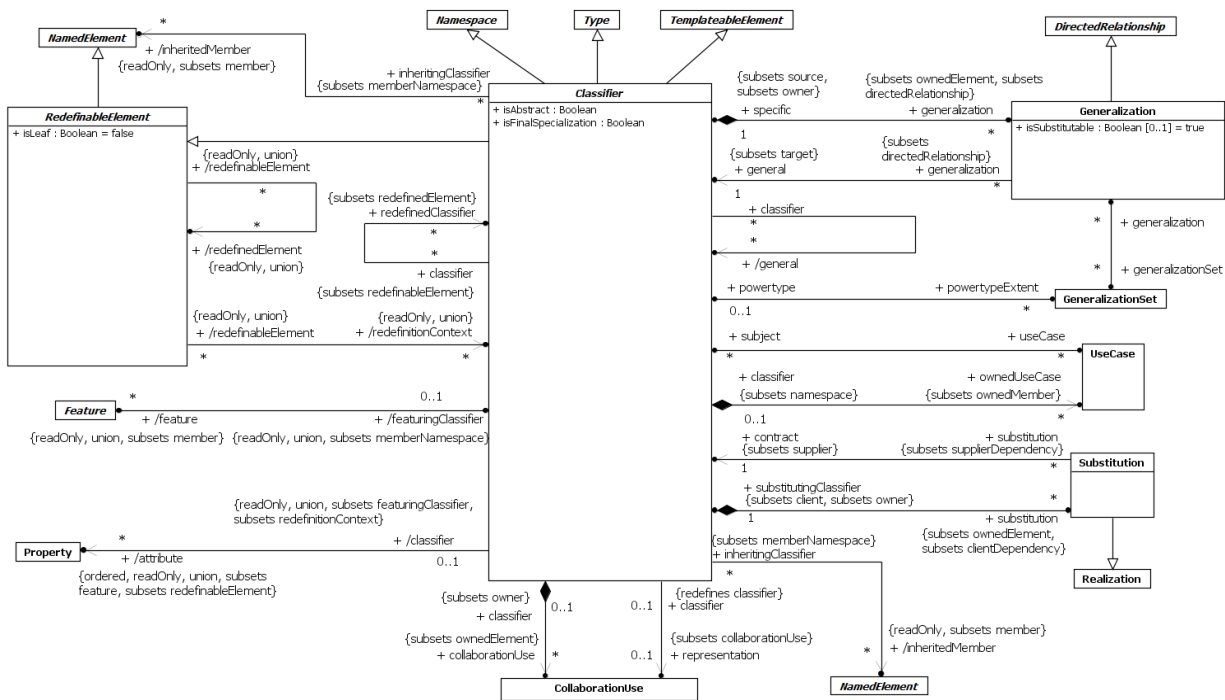 Namespace
Type
TemplateableElement
NamedElement
*
+ /inheritedMember
{readOnly, subsets member}
+ inheritingClassifier
{subsets memberNamespace}
*
DirectedRelationship
Classifier
+ isAbstract : Boolean
+ isFinalSpecialization : Boolean
RedefinableElement
+ isLeaf : Boolean = false
{subsets source,
subsets owner}
+ specific
1
{subsets ownedElement, subsets
directedRelationship}
+ generalization
*
Generalization
+ isSubstitutable : Boolean [0..1] = true
{subsets target}
+ general
1
{subsets
directedRelationship}
+ generalization
*
{readOnly, union}
+ /redefinableElement
*
*
+ /redefinedElement
{readOnly, union}
{subsets redefinedElement}
+ redefinedClassifier
*
*
+ classifier
{subsets redefinableElement}
+ classifier
*
*
+ /general
*
+ generalization
*
+ generalizationSet
+ powertype
0..1
+ powertypeExtent
*
GeneralizationSet
{readOnly, union}
+ /redefinableElement
*
{readOnly, union}
+ /redefinitionContext
*
+ subject
*
+ useCase
*
UseCase
+ classifier
{subsets namespace}
0..1
+ ownedUseCase
{subsets ownedMember}
*
Feature
*
+ /feature
{readOnly, union, subsets member}
0..1
+ /featuringClassifier
{readOnly, union, subsets memberNamespace}
+ contract
{subsets supplier}
1
+ substitution
{subsets supplierDependency}
*
Substitution
+ substitutingClassifier
{subsets client, subsets owner}
1
*
+ substitution
{subsets ownedElement,
subsets clientDependency}
Realization
{readOnly, union, subsets featuringClassifier,
subsets redefinitionContext}
*
+ /classifier
0..1
Property
+ /attribute
{ordered, readOnly, union, subsets
feature, subsets redefinableElement}
{subsets memberNamespace}
+ inheritingClassifier
*
{subsets owner}
+ classifier
0..1
{subsets ownedElement}
+ collaborationUse
*
{redefines classifier}
0..1
+ classifier
{subsets collaborationUse}
0..1
+ representation
{readOnly, subsets member}
*
+ /inheritedMember
CollaborationUse
NamedElement